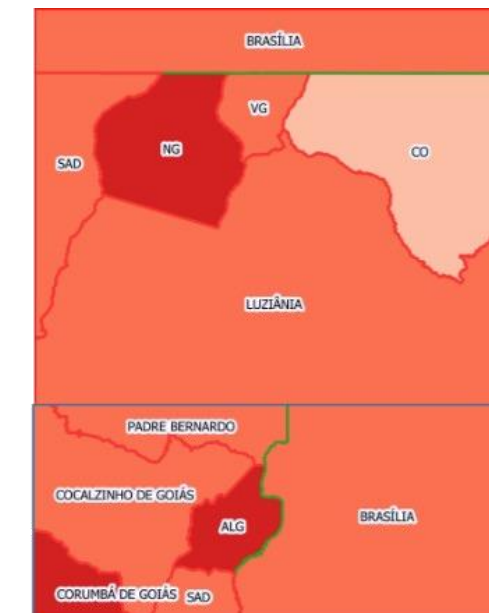 BRASÍLIA
VG
NG
CO
SAD
LUZIÂNIA
PADRE BERNARDO
COCALZINHO DE GOIÁS
BRASÍLIA
ALG
CORUMBÁ DE GOIÁS SAD